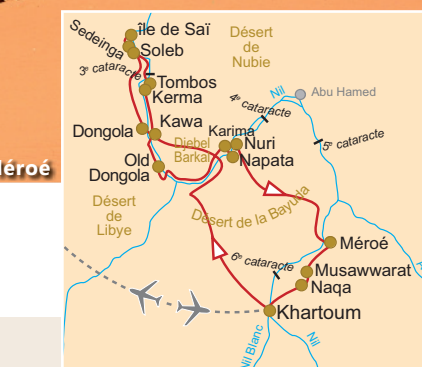 île de Saï
Sedeinga
Soleb
Désert
de
Nubie
3e cataracte
Tombos
Kerma
Nil
Abu Hamed
4e cataracte
5e cataracte
Kawa
Dongola
Karima
Nuri
Djebel
Barkal
Napata
Old
Dongola
Méroé
Désert
de
Libye
Désert de la Bayuda
Méroé
6e cataracte
Musawwarat
Naqa
Khartoum
Nil Blanc
Nil